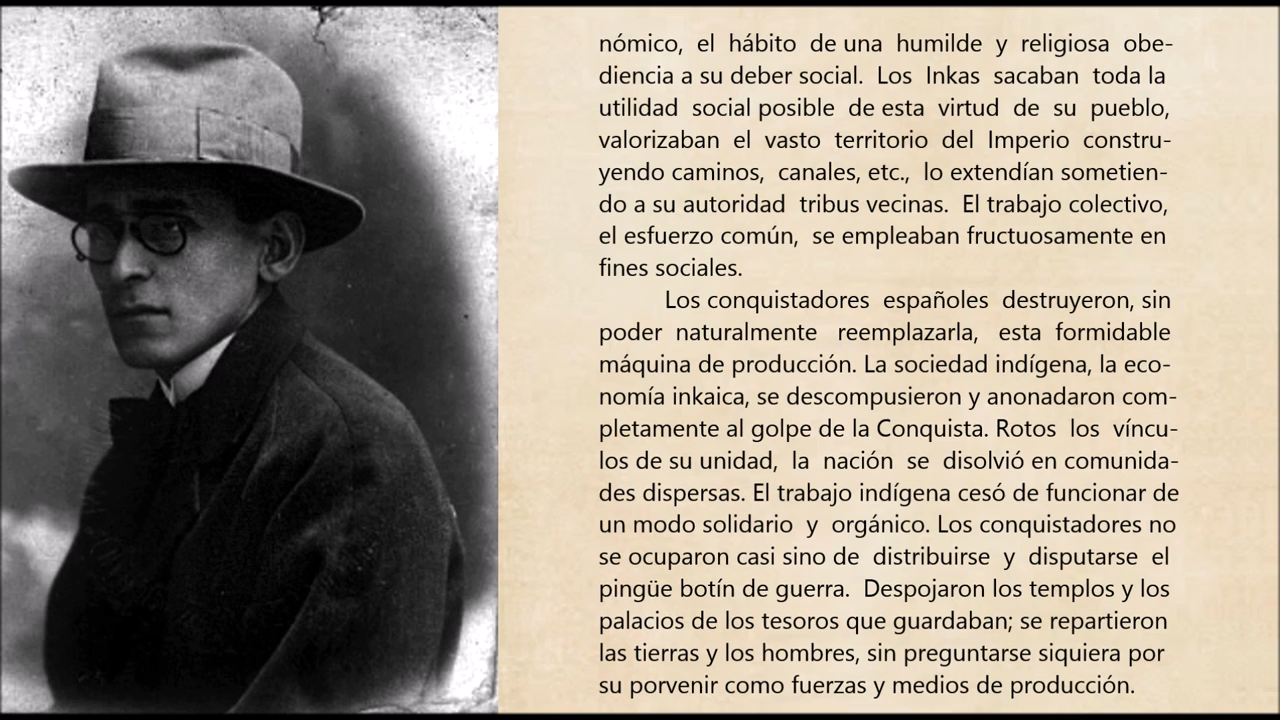 nómico, el hábito de una humilde y religiosa obe-
diencia a su deber social. Los Inkas sacaban toda la
utilidad social posible de esta virtud de su pueblo,
valorizaban el vasto territorio del Imperio constru-
yendo caminos, canales, etc., lo extendían sometien-
do a su autoridad tribus vecinas. El trabajo colectivo,
el esfuerzo común, se empleaban fructuosamente en
fines sociales.
Los conquistadores españoles destruyeron, sin
poder naturalmente reemplazarla, esta formidable
máquina de producción. La sociedad indígena, la eco-
nomía inkaica, se descompusieron y anonadaron com-
pletamente al golpe de la Conquista. Rotos los víncu-
los de su unidad, la nación se disolvió en comunida-
des dispersas. El trabajo indígena cesó de funcionar de
un modo solidario y orgánico. Los conquistadores no
se ocuparon casi sino de distribuirse y disputarse el
pingüe botín de guerra. Despojaron los templos y los
palacios de los tesoros que guardaban; se repartieron
las tierras y los hombres, sin preguntarse siquiera por
su porvenir como fuerzas y medios de producción.